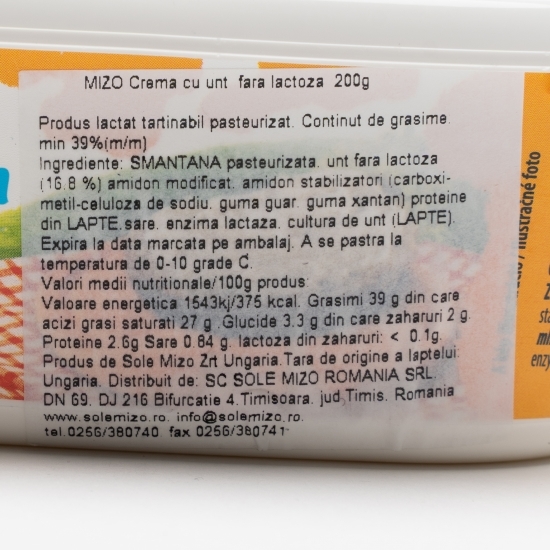 MIZO Crema cu unt fara lactoza 200g
Produs lactat tartinabil pasteurizat. Continut de grasime.
min 39%(m/m)
Ingrediente: SMANTANA pasteurizata. unt fara lactoza
(16.8 %) amidon modificat. amidon stabilizatori (carboxi-
metil-celuloza de sodiu. guma guar. guma xantan) proteine
din LAPTE.sare. enzima lactaza. cultura de unt (LAPTE).
Expira la data marcata pe ambalaj. A se pastra la
temperatura de 0-10 grade C.
Valori medii nutritionale/100g produs:
Valoare energetica 1543kj/375 kcal. Grasimi 39 g din care
acizi grasi saturati 27 g .Glucide 3.3 g din care zaharuri 2 g.
Proteine 2.6g Sare 0.84 g. lactoza din zaharuri: < 0.1g.
Produs de Sole Mizo Zrt Ungaria.Tara de origine a laptelui:
Ungaria. Distribuit de: SC SOLE MIZO ROMANIA SRL.
DN 69. DJ 216 Bifurcatie 4.Timisoara. jud.Timis. Romania
www.solemizo.ro. info@solemizo.ro.
tel.0256/380740. fax 0256/380741
ilustračné foto